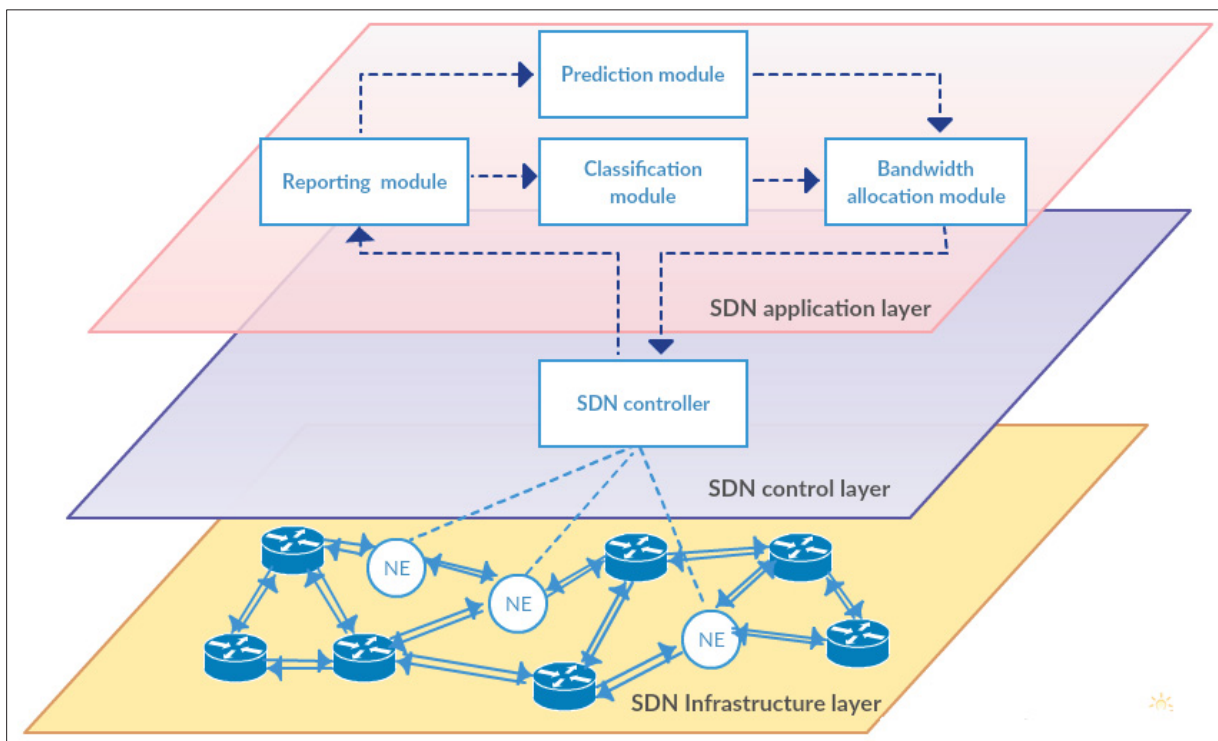 Prediction module
Reporting module
Classification
module
Bandwidth
allocation module
SDN application layer
SDN controller
SDN control layer
NE
NE
NE
SDN Infrastructure layer